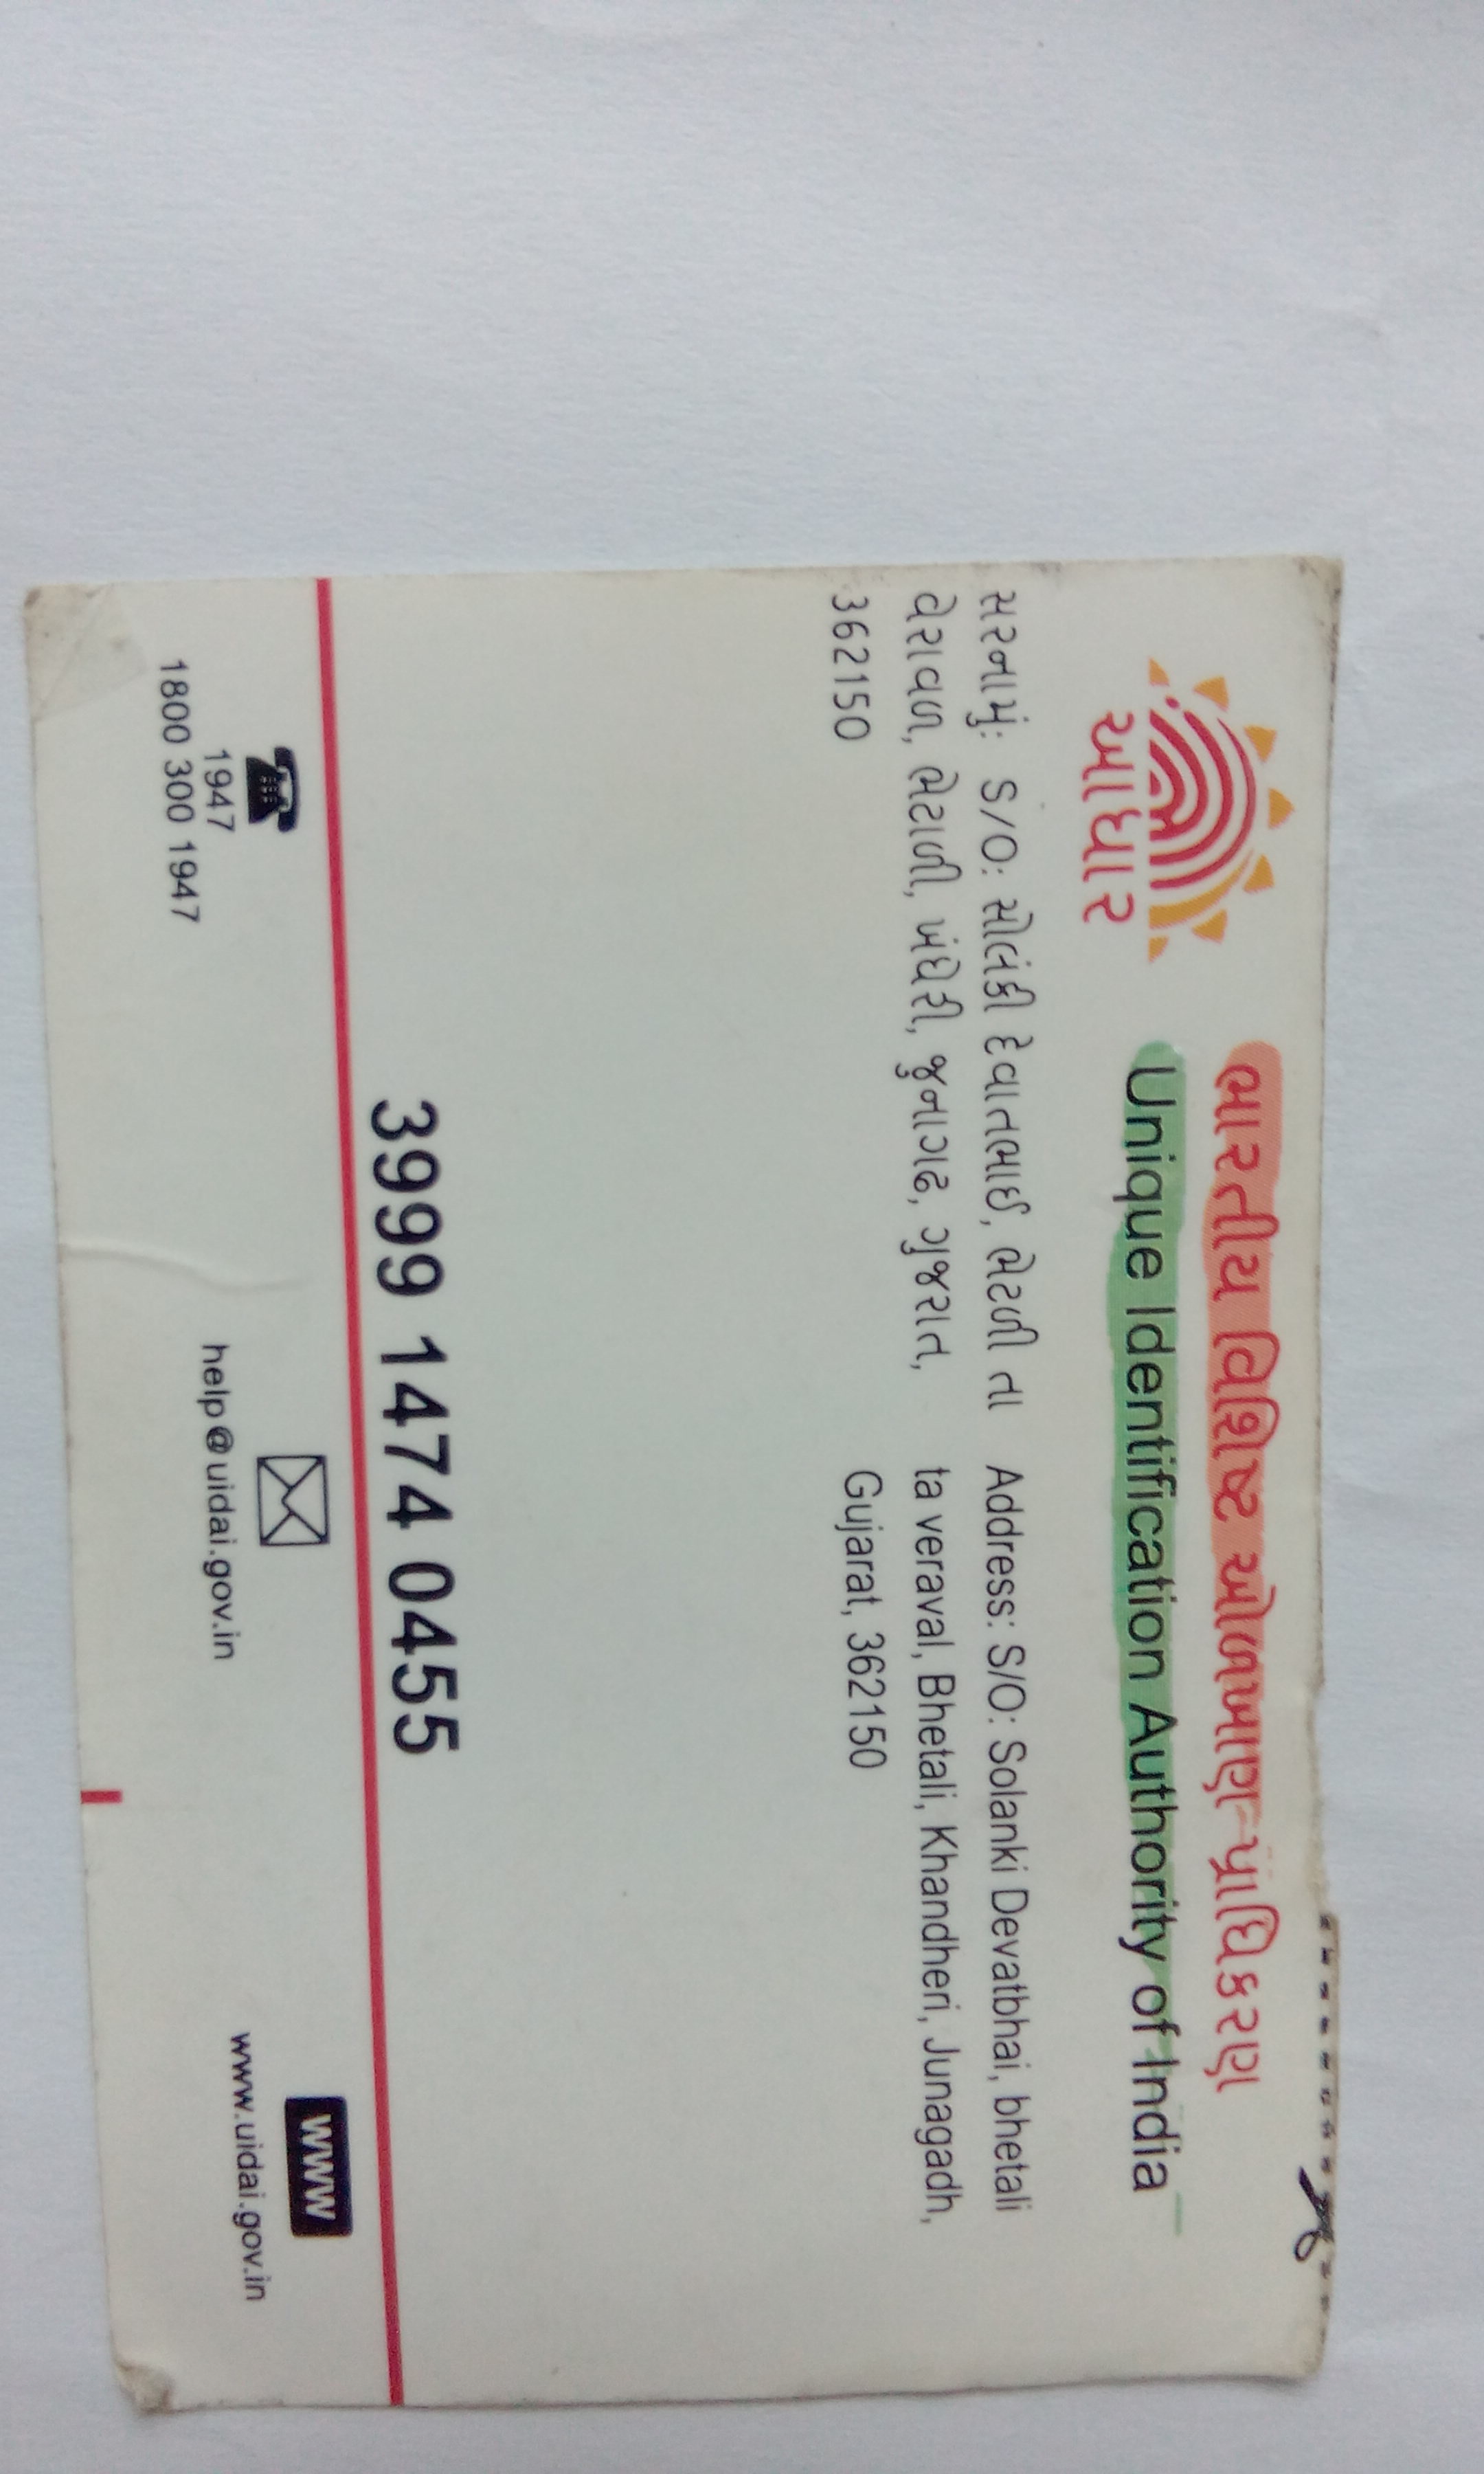 ભારતીય વિશિષ્ટ ઓળખાણ પ્રાધિકરણ
Unique Identification Authority of India
આધાર
સરનામું: S/O: સોલંકી દેવાતભાઇ, ભેટળી તા
વેરાવળ, ભેટાળી, ખંઘેરી, જુનાગઢ, ગુજરાત,
362150
Address: S/O: Solanki Devatbhai, bhetali
ta veraval, Bhetali, Khandheri, Junagadh,
Gujarat, 362150
3999 1474 0455
1947
1800 300 1947
help@uidai.gov.in
WWW
www.uidai.gov.in